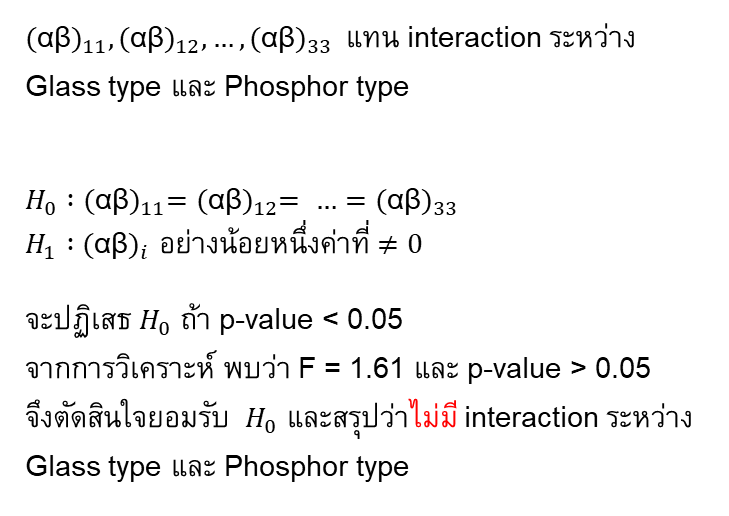 (αβ)₁₁, (αβ)₁₂, … , (αβ)₃₃ แทน interaction ระหว่าง
Glass type และ Phosphor type
H₀ : (αβ)₁₁= (αβ)₁₂= … = (αβ)₃₃
H₁ : (αβ)ᵢ อย่างน้อยหนึ่งค่าที่ ≠ 0
จะปฏิเสธ H₀ ถ้า p-value < 0.05
จากการวิเคราะห์ พบว่า F = 1.61 และ p-value > 0.05
จึงตัดสินใจยอมรับ H₀ และสรุปว่าไม่มี interaction ระหว่าง
Glass type และ Phosphor type